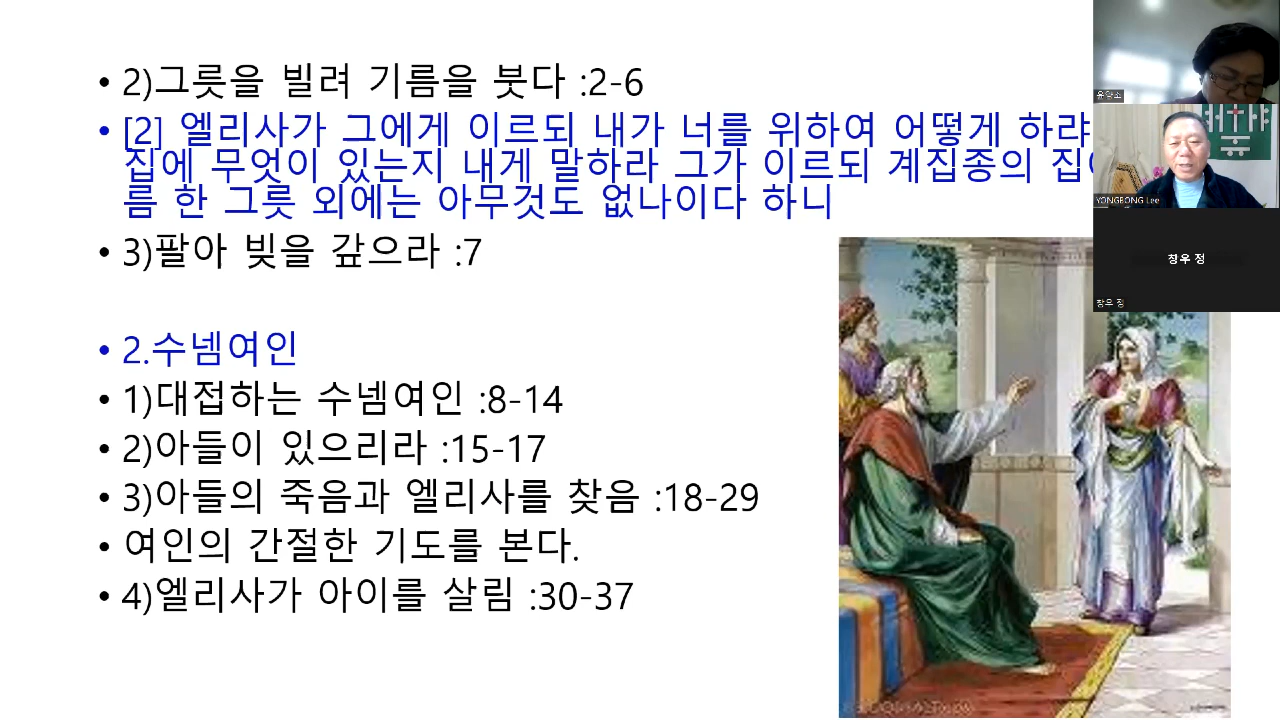 • 2)그릇을 빌려 기름을 붓다 :2-6
• [2] 엘리사가 그에게 이르되 내가 너를 위하여 어떻게 하랴
집에 무엇이 있는지 내게 말하라 그가 이르되 계집종의 집
름 한 그릇 외에는 아무것도 없나이다 하니
• 3)팔아 빚을 갚으라 :7
• 2.수넴여인
• 1)대접하는 수넴여인 :8-14
• 2)아들이 있으리라 :15-17
• 3)아들의 죽음과 엘리사를 찾음 :18-29
• 여인의 간절한 기도를 본다.
• 4)엘리사가 아이를 살림 :30-37
YONGBONG Lee
창우 정
창우 정